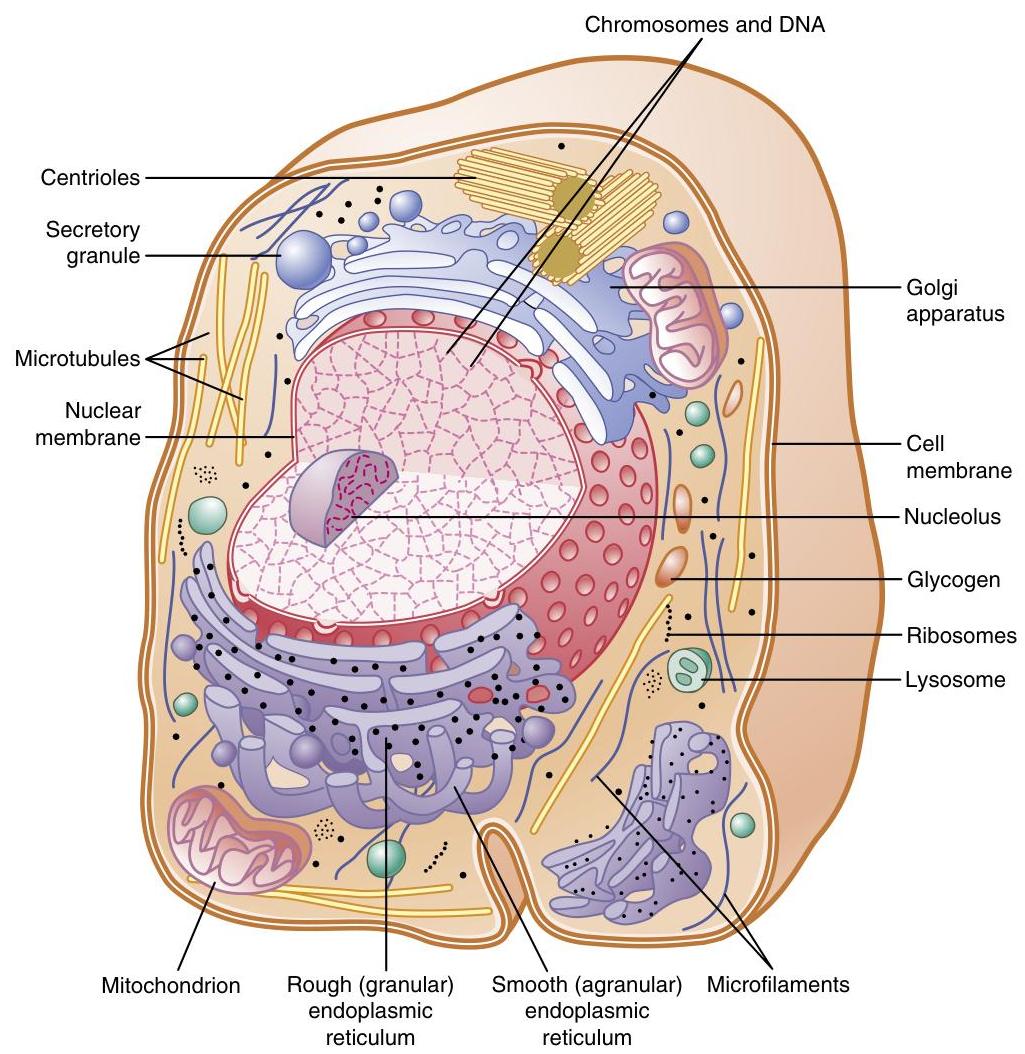 Chromosomes and DNA
Centrioles
Secretory
granule
Microtubules
Nuclear
membrane
Golgi
apparatus
Cell
membrane
Nucleolus
Glycogen
Ribosomes
Lysosome
Mitochondrion
Rough (granular)
endoplasmic
reticulum
Smooth (agranular)
endoplasmic
reticulum
Microfilaments